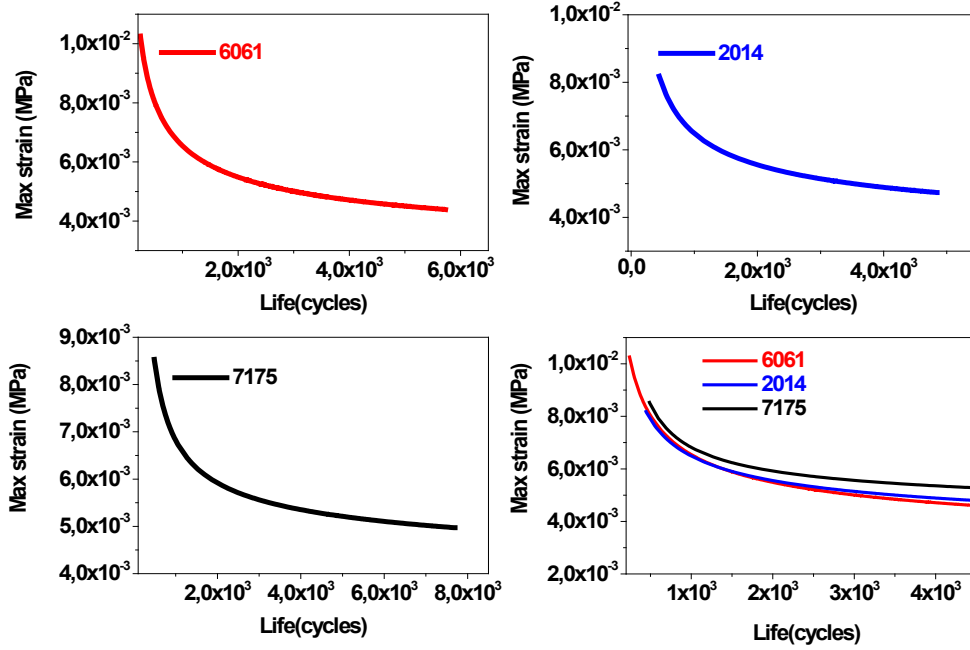 1,0x10⁻²
8,0x10⁻³
6,0x10⁻³
4,0x10⁻³
Max strain (MPa)
6061
2,0x10³ 4,0x10³ 6,0x10³
Life(cycles)
1,0x10⁻²
8,0x10⁻³
6,0x10⁻³
4,0x10⁻³
Max strain (MPa)
2014
0,0 2,0x10³ 4,0x10³
Life(cycles)
9,0x10⁻³
8,0x10⁻³
7,0x10⁻³
6,0x10⁻³
5,0x10⁻³
4,0x10⁻³
Max strain (MPa)
7175
2,0x10³ 4,0x10³ 6,0x10³ 8,0x10³
Life(cycles)
1,0x10⁻²
8,0x10⁻³
6,0x10⁻³
4,0x10⁻³
2,0x10⁻³
Max strain (MPa)
6061
2014
7175
1x10³ 2x10³ 3x10³ 4x10³
Life(cycles)